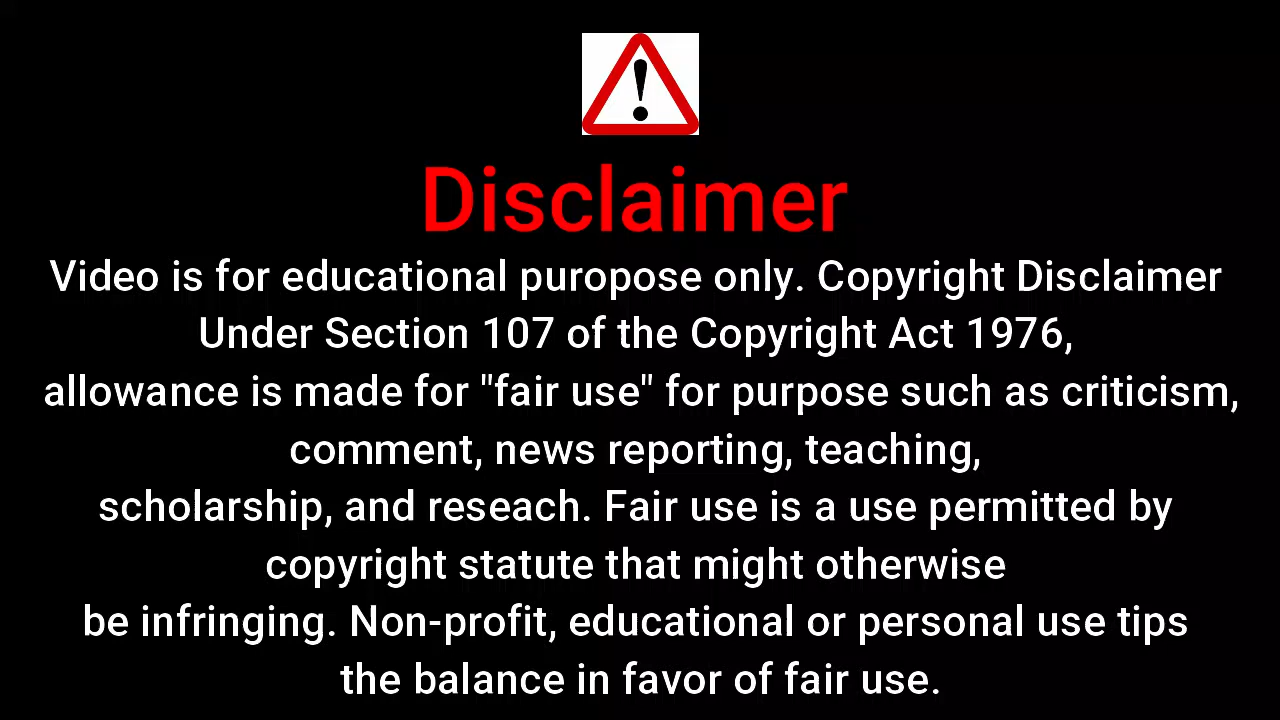 Disclaimer
Video is for educational puropose only. Copyright Disclaimer
Under Section 107 of the Copyright Act 1976,
allowance is made for "fair use" for purpose such as criticism,
comment, news reporting, teaching,
scholarship, and reseach. Fair use is a use permitted by
copyright statute that might otherwise
be infringing. Non-profit, educational or personal use tips
the balance in favor of fair use.